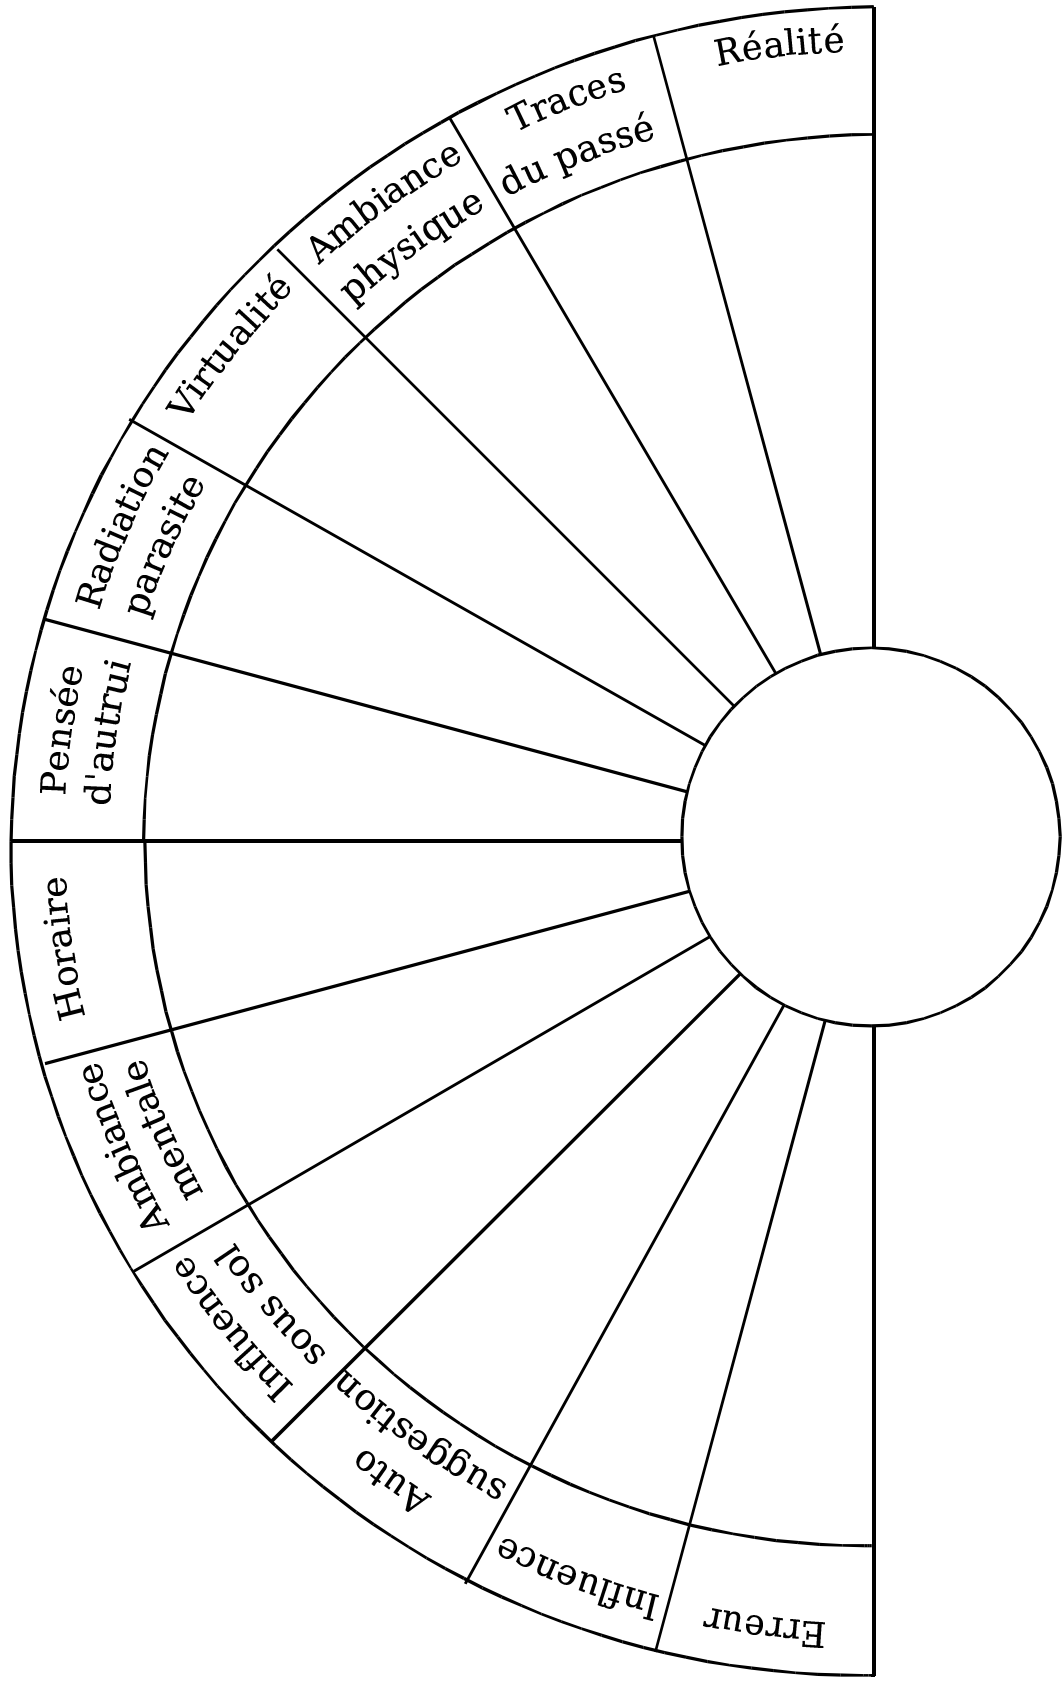 Réalité
Traces
du passé
Ambiance
physique
Virtualité
Radiation
parasite
Pensée
d'autrui
Horaire
Ambiance
mentale
Influence
sous sol
Auto
suggestion
Influence
Erreur